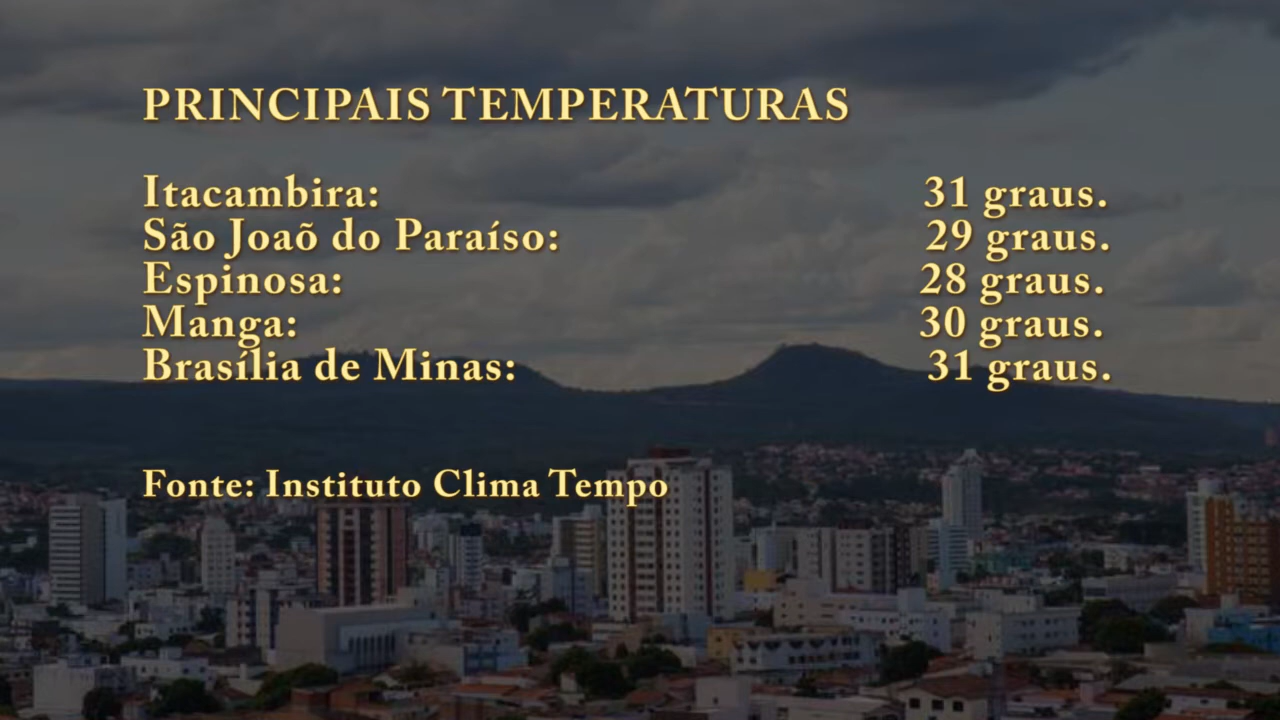 PRINCIPAIS TEMPERATURAS
Itacambira: 31 graus.
São Joaõ do Paraíso: 29 graus.
Espinosa: 28 graus.
Manga: 30 graus.
Brasília de Minas: 31 graus.
Fonte: Instituto Clima Tempo